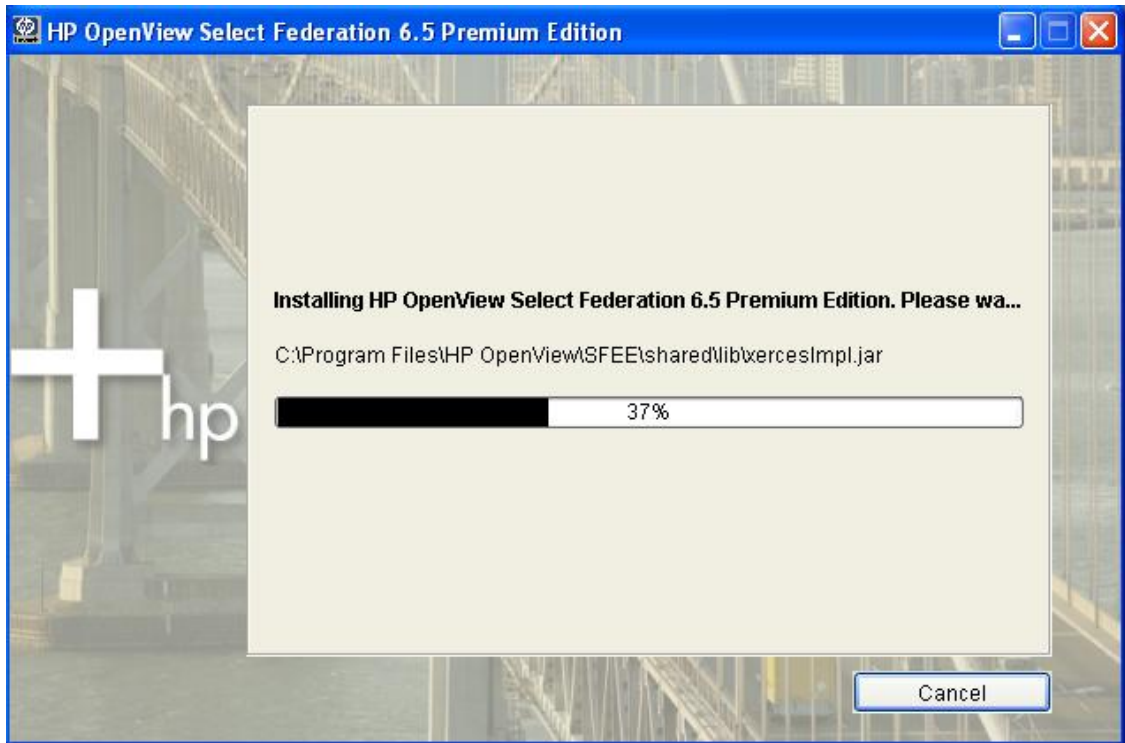 HP OpenView Select Federation 6.5 Premium Edition
Installing HP OpenView Select Federation 6.5 Premium Edition. Please wa...
C:\Program Files\HP OpenView\SFEE\shared\lib\xercesImpl.jar
37%
hp
Cancel